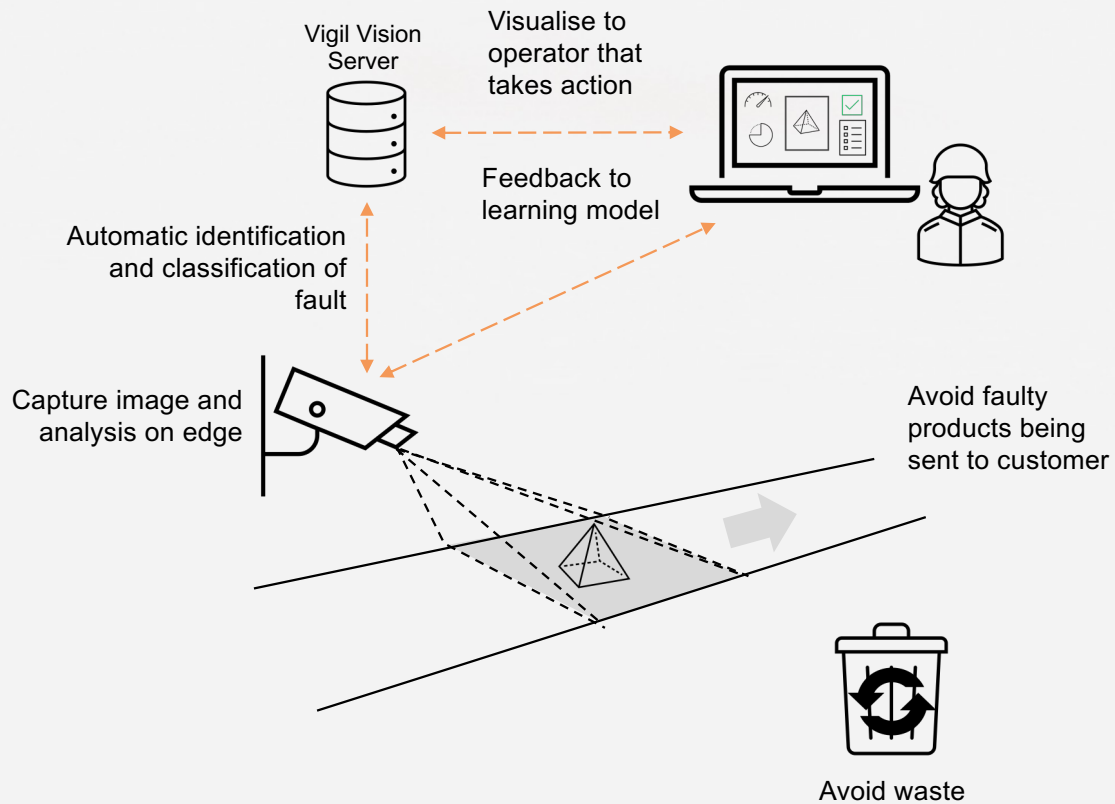 Vigil Vision
Server
Visualise to
operator that
takes action
Feedback to
learning model
Automatic identification
and classification of
fault
Capture image and
analysis on edge
Avoid faulty
products being
sent to customer
Avoid waste